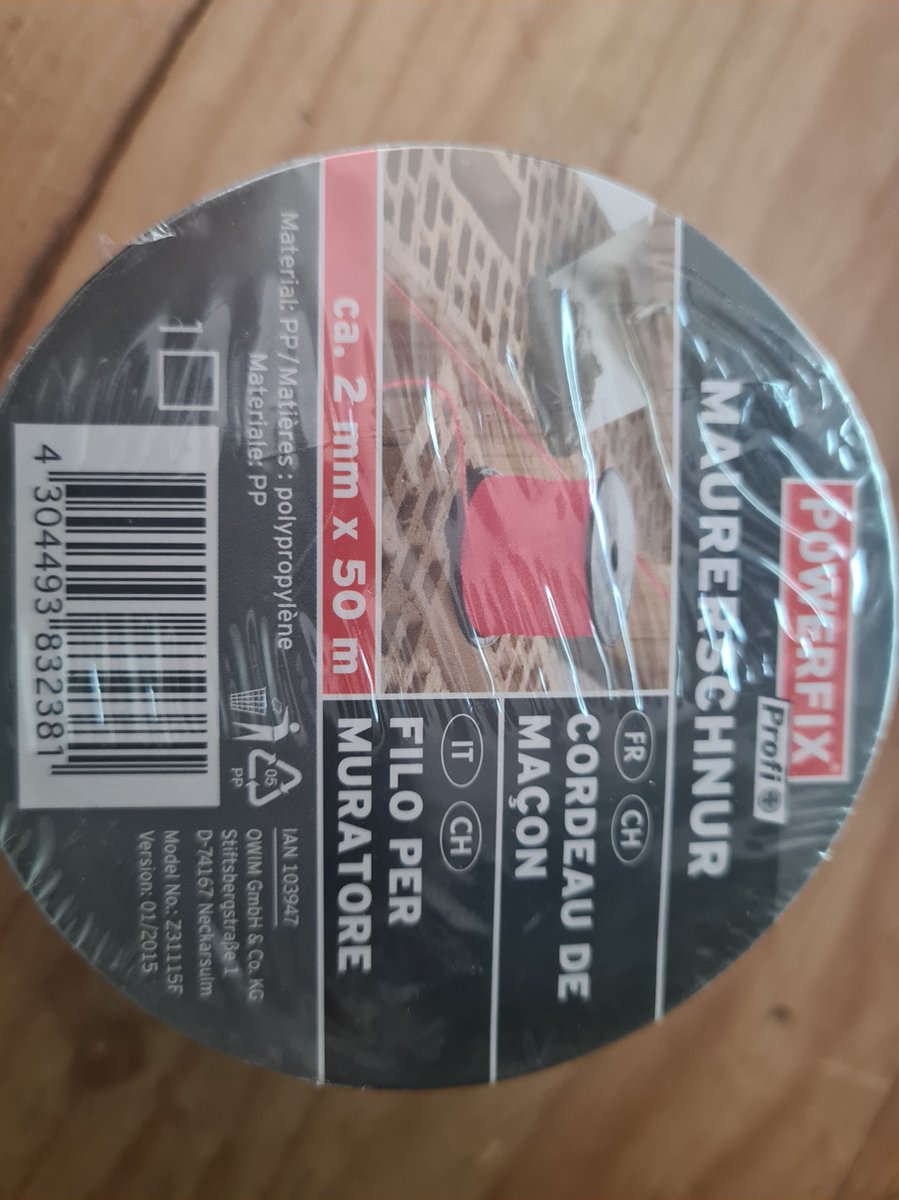 POWERFIX®
Profi+
MAURERSCHNUR
FR CH
CORDEAU DE
MAÇON
IT CH
FILO PER
MURATORE
ca. 2 mm x 50 m
Material: PP / Matières : polypropylène
Materiale: PP
1
05
PP
4 304493 832381
IAN 103947
OWIM GmbH & Co. KG
Stiftsbergstraße 1
D-74167 Neckarsulm
Model No.: Z31115F
Version: 01/2015